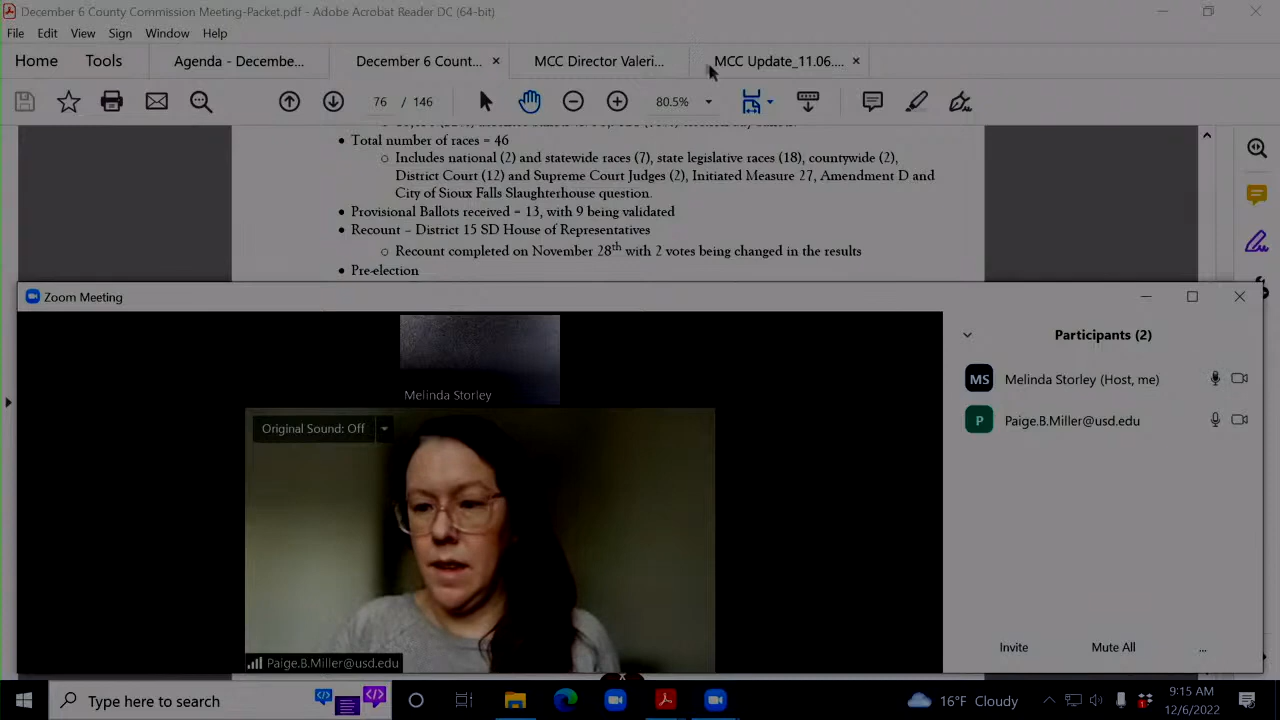 December 6 County Commission Meeting-Packet.pdf - Adobe Acrobat Reader DC (64-bit)
File Edit View Sign Window Help
Home Tools Agenda - Decembe... December 6 Count... × MCC Director Valeri... MCC Update_11.06.... ×
76 / 146 80.5%
• Total number of races = 46
Includes national (2) and statewide races (7), state legislative races (18), countywide (2),
District Court (12) and Supreme Court Judges (2), Initiated Measure 27, Amendment D and
City of Sioux Falls Slaughterhouse question.
• Provisional Ballots received = 13, with 9 being validated
• Recount – District 15 SD House of Representatives
Recount completed on November 28th with 2 votes being changed in the results
• Pre-election
Zoom Meeting
Participants (2)
MS Melinda Storley (Host, me)
P Paige.B.Miller@usd.edu
Melinda Storley
Original Sound: Off
Paige.B.Miller@usd.edu
Invite Mute All ...
Type here to search
16°F Cloudy
9:15 AM
12/6/2022